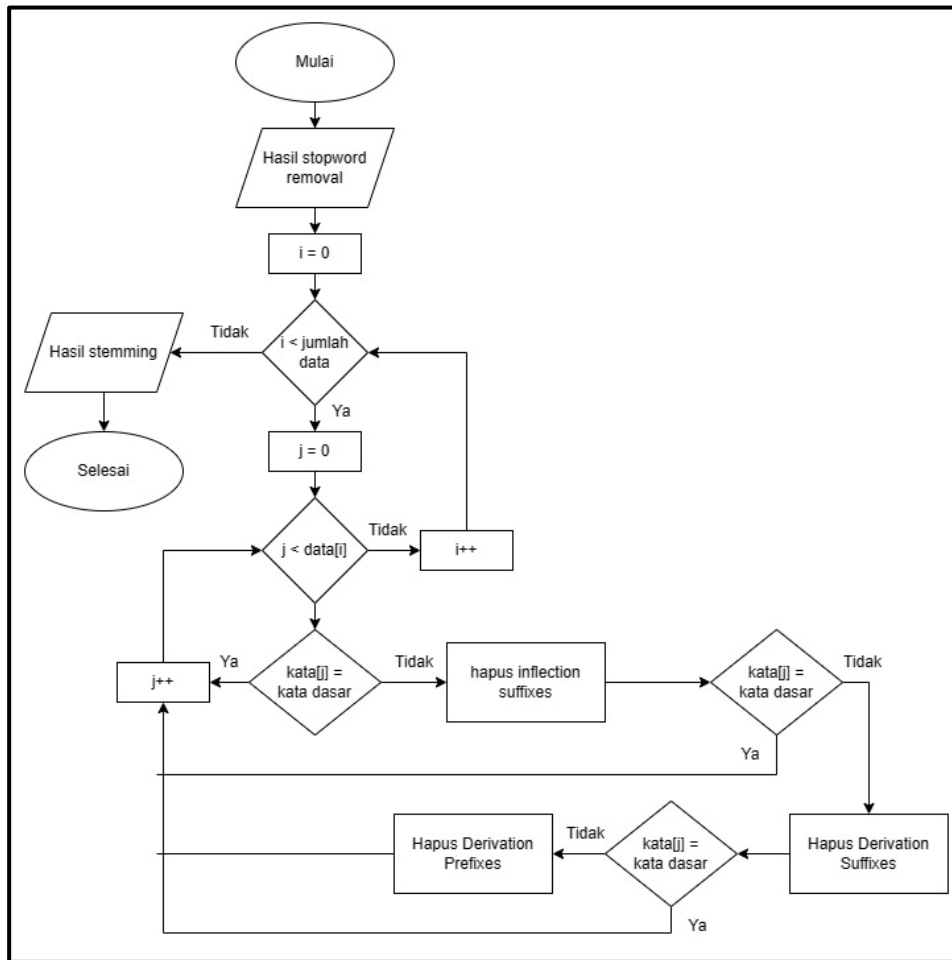 Mulai
Hasil stopword
removal
i = 0
Tidak
i < jumlah
data
Hasil stemming
Ya
j = 0
Selesai
j < data[i]
Tidak
i++
j++
Ya
kata[j] =
kata dasar
Tidak
hapus inflection
suffixes
kata[j] =
kata dasar
Tidak
Ya
Hapus Derivation
Suffixes
kata[j] =
kata dasar
Tidak
Hapus Derivation
Prefixes
Ya